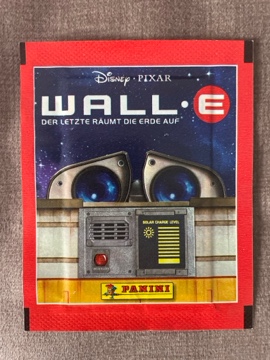 Disney · PIXAR
WALL·E
DER LETZTE RÄUMT DIE ERDE AUF
SOLAR CHARGE LEVEL
PANINI